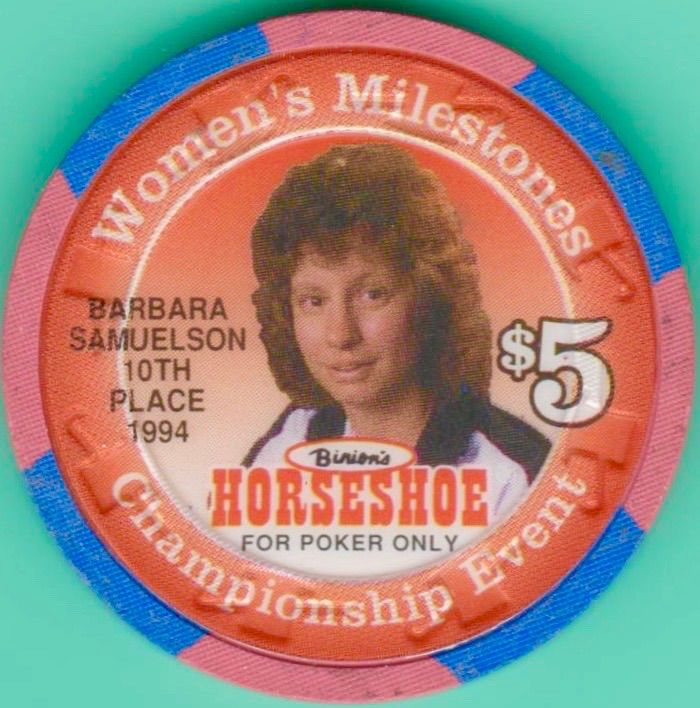 Women's Milestones
BARBARA
SAMUELSON
10TH
PLACE
1994
$5
Binion's
HORSESHOE
FOR POKER ONLY
Championship Event